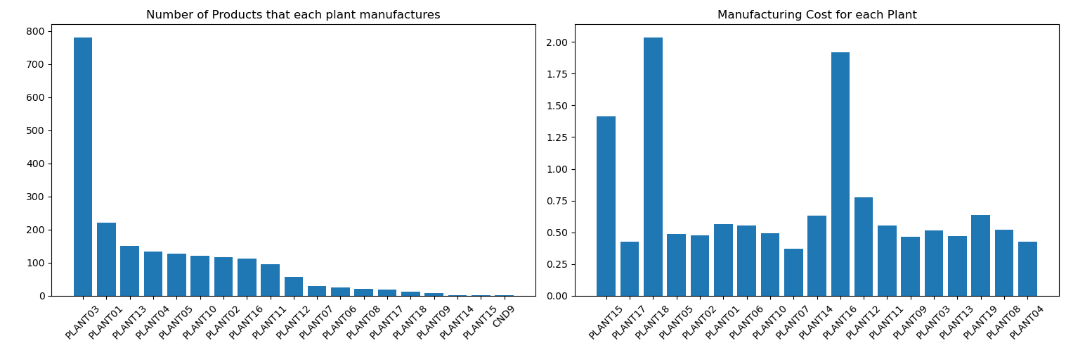 Number of Products that each plant manufactures
800
700
600
500
400
300
200
100
0
PLANT03
PLANT01
PLANT13
PLANT04
PLANT05
PLANT10
PLANT02
PLANT16
PLANT11
PLANT12
PLANT07
PLANT06
PLANT08
PLANT17
PLANT18
PLANT09
PLANT14
PLANT15
CND9
Manufacturing Cost for each Plant
2.00
1.75
1.50
1.25
1.00
0.75
0.50
0.25
0.00
PLANT15
PLANT17
PLANT18
PLANT05
PLANT02
PLANT01
PLANT06
PLANT10
PLANT07
PLANT14
PLANT16
PLANT12
PLANT11
PLANT09
PLANT03
PLANT13
PLANT19
PLANT08
PLANT04